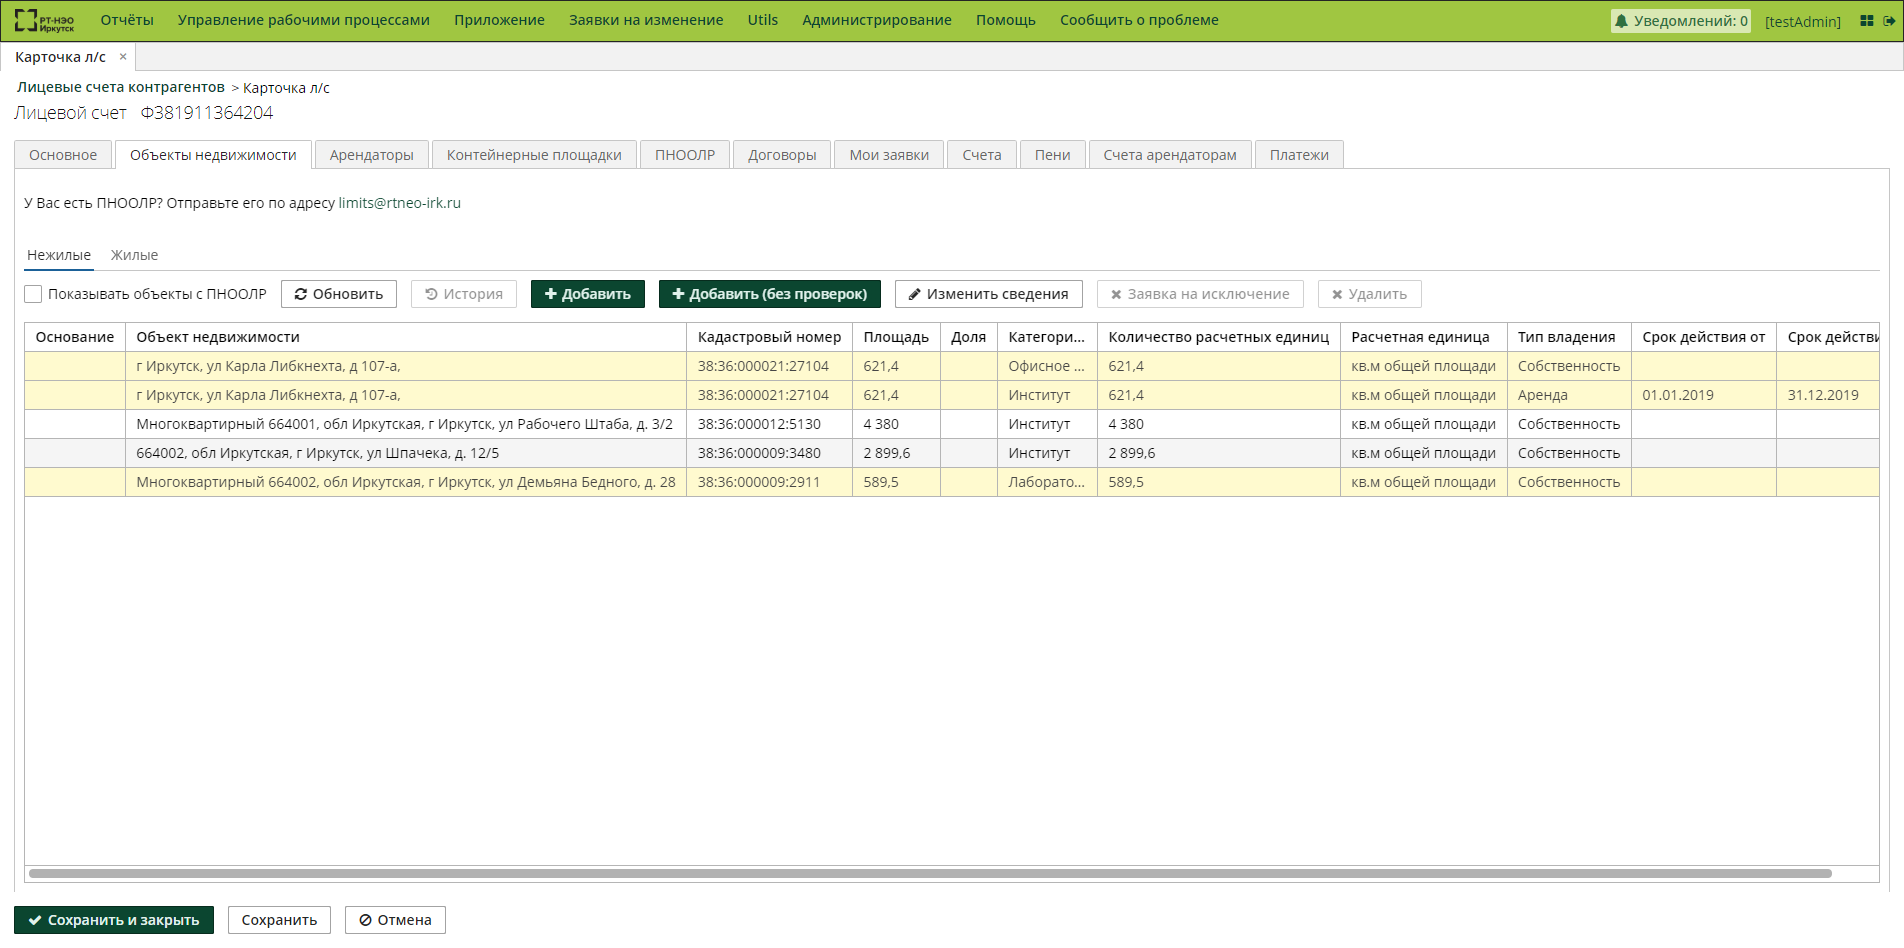 РТ-НЭО Иркутск Отчёты Управление рабочими процессами Приложение Заявки на изменение Utils Администрирование Помощь Сообщить о проблеме Уведомлений: 0 [testAdmin]
Карточка л/с ×
Лицевые счета контрагентов > Карточка л/с
Лицевой счет Ф381911364204
Основное Объекты недвижимости Арендаторы Контейнерные площадки ПНООЛР Договоры Мои заявки Счета Пени Счета арендаторам Платежи
У Вас есть ПНООЛР? Отправьте его по адресу limits@rtneo-irk.ru
Нежилые Жилые
Показывать объекты с ПНООЛР Обновить История Добавить Добавить (без проверок) Изменить сведения Заявка на исключение Удалить
Основание Объект недвижимости Кадастровый номер Площадь Доля Категори... Количество расчетных единиц Расчетная единица Тип владения Срок действия от Срок действи
г Иркутск, ул Карла Либкнехта, д 107-а, 38:36:000021:27104 621,4 Офисное ... 621,4 кв.м общей площади Собственность
г Иркутск, ул Карла Либкнехта, д 107-а, 38:36:000021:27104 621,4 Институт 621,4 кв.м общей площади Аренда 01.01.2019 31.12.2019
Многоквартирный 664001, обл Иркутская, г Иркутск, ул Рабочего Штаба, д. 3/2 38:36:000012:5130 4 380 Институт 4 380 кв.м общей площади Собственность
664002, обл Иркутская, г Иркутск, ул Шпачека, д. 12/5 38:36:000009:3480 2 899,6 Институт 2 899,6 кв.м общей площади Собственность
Многоквартирный 664002, обл Иркутская, г Иркутск, ул Демьяна Бедного, д. 28 38:36:000009:2911 589,5 Лаборато... 589,5 кв.м общей площади Собственность
Сохранить и закрыть Сохранить Отмена